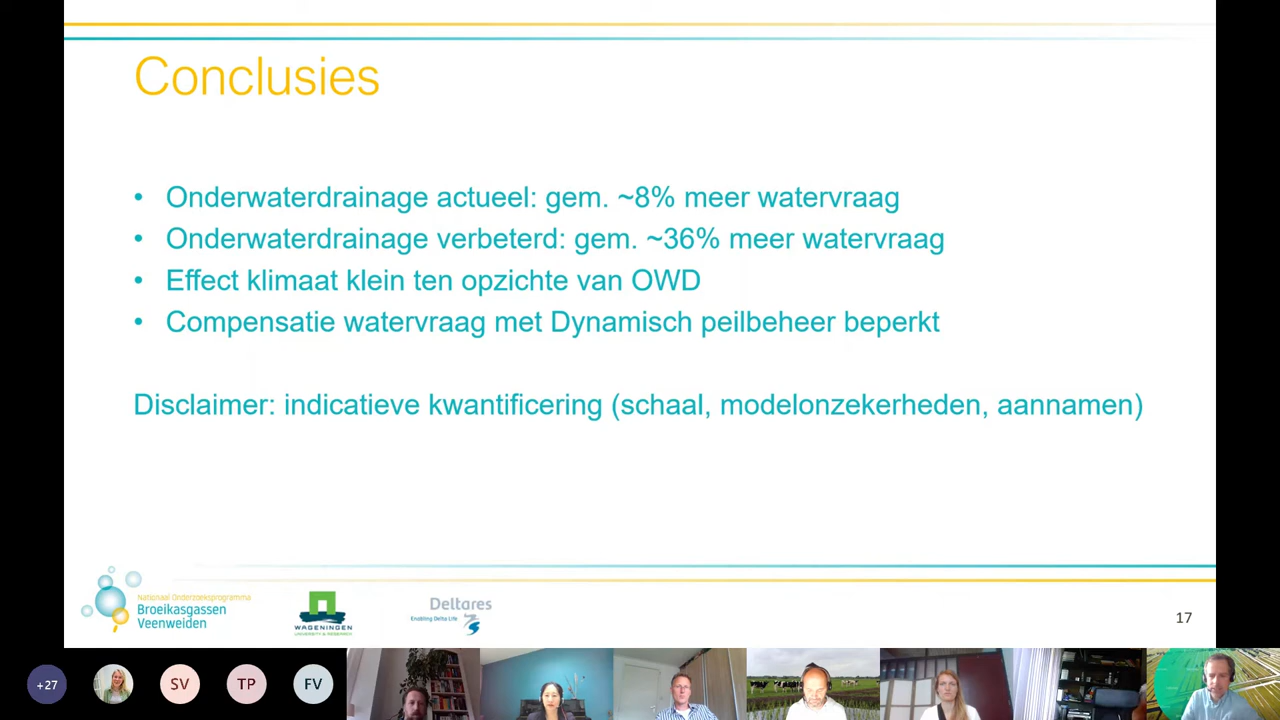 Conclusies
• Onderwaterdrainage actueel: gem. ~8% meer watervraag
• Onderwaterdrainage verbeterd: gem. ~36% meer watervraag
• Effect klimaat klein ten opzichte van OWD
• Compensatie watervraag met Dynamisch peilbeheer beperkt
Disclaimer: indicatieve kwantificering (schaal, modelonzekerheden, aannamen)
Nationaal Onderzoeksprogramma
Broeikasgassen
Veenweiden
WAGENINGEN
UNIVERSITY & RESEARCH
Deltares
Enabling Delta Life
17
+27
SV
TP
FV